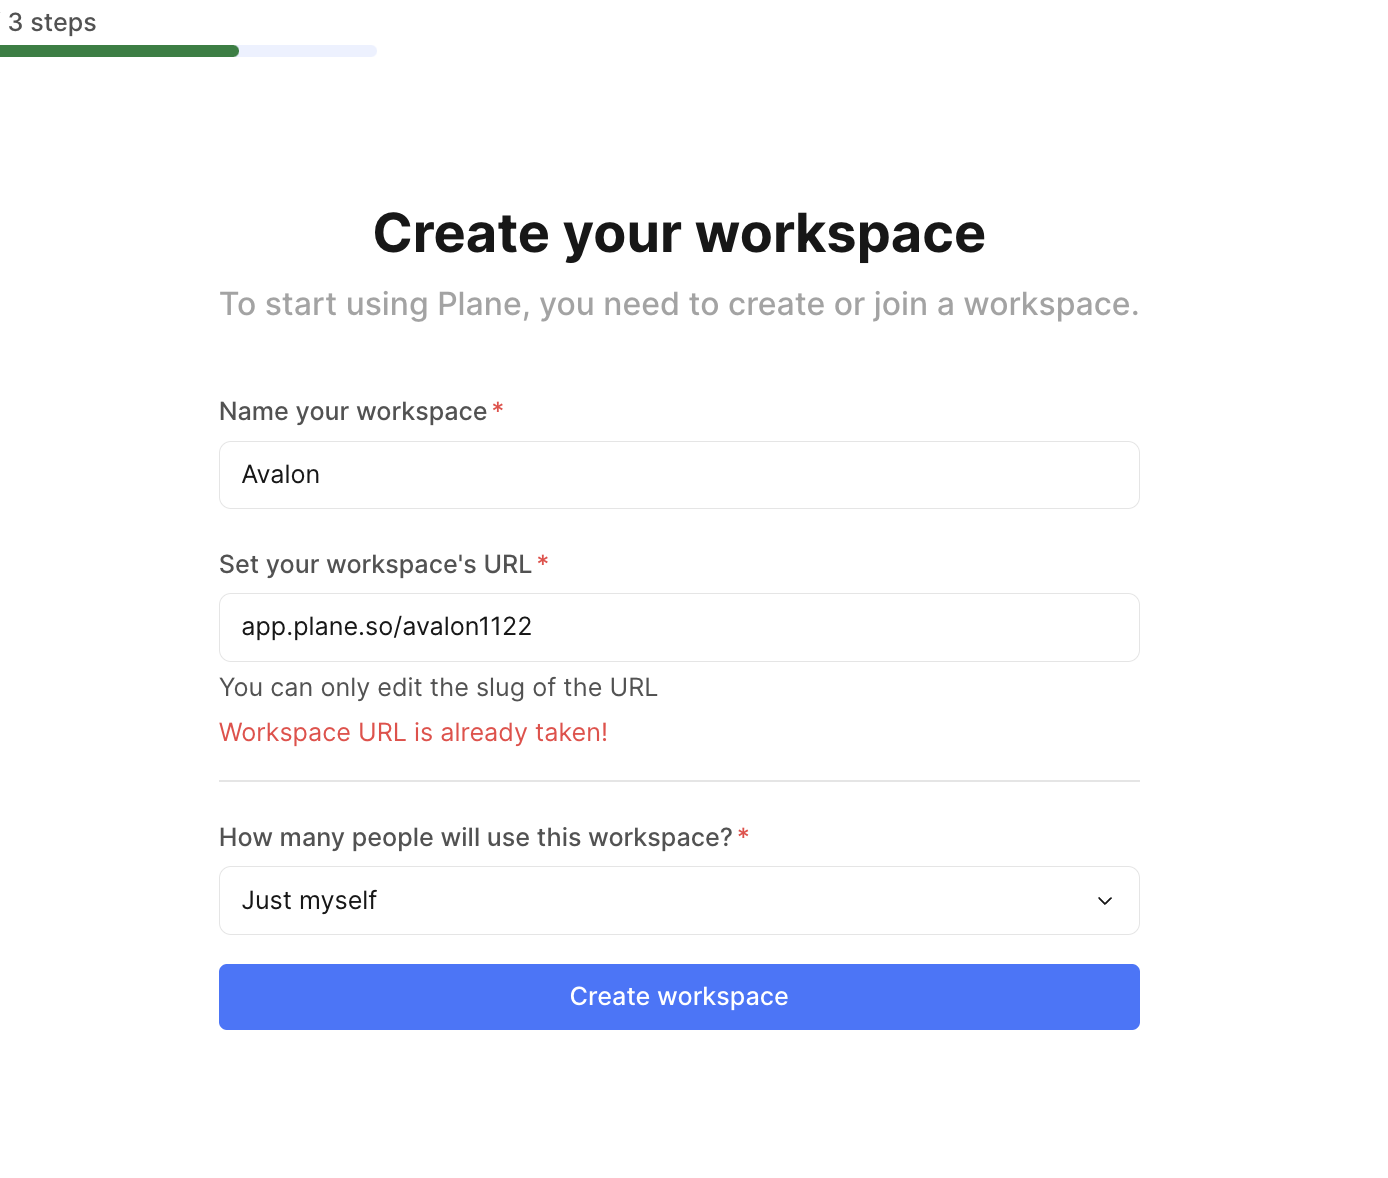 3 steps
Create your workspace
To start using Plane, you need to create or join a workspace.
Name your workspace*
Avalon
Set your workspace's URL*
app.plane.so/avalon1122
You can only edit the slug of the URL
Workspace URL is already taken!
How many people will use this workspace?*
Just myself
Create workspace